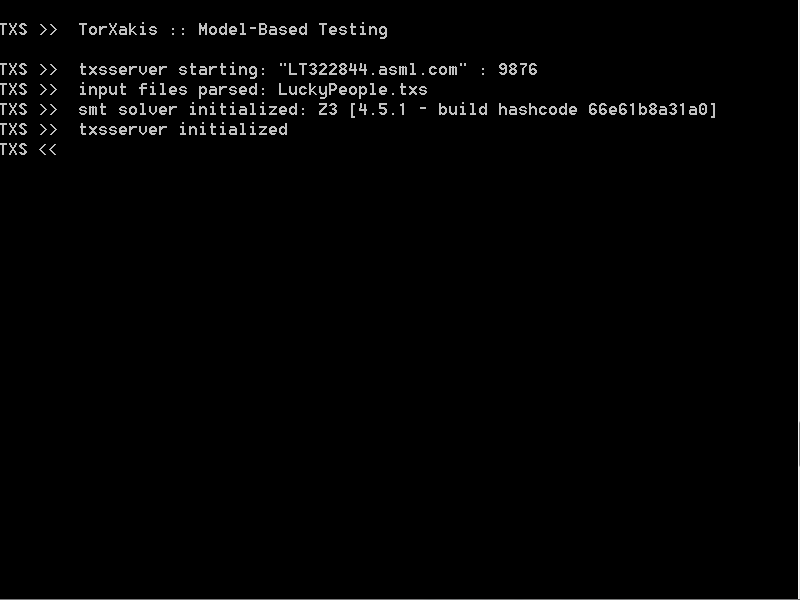 TXS >>  TorXakis :: Model-Based Testing
TXS >>  txsserver starting: "LT322844.asml.com" : 9876
TXS >>  input files parsed: LuckyPeople.txs
TXS >>  smt solver initialized: Z3 [4.5.1 - build hashcode 66e61b8a31a0]
TXS >>  txsserver initialized
TXS <<